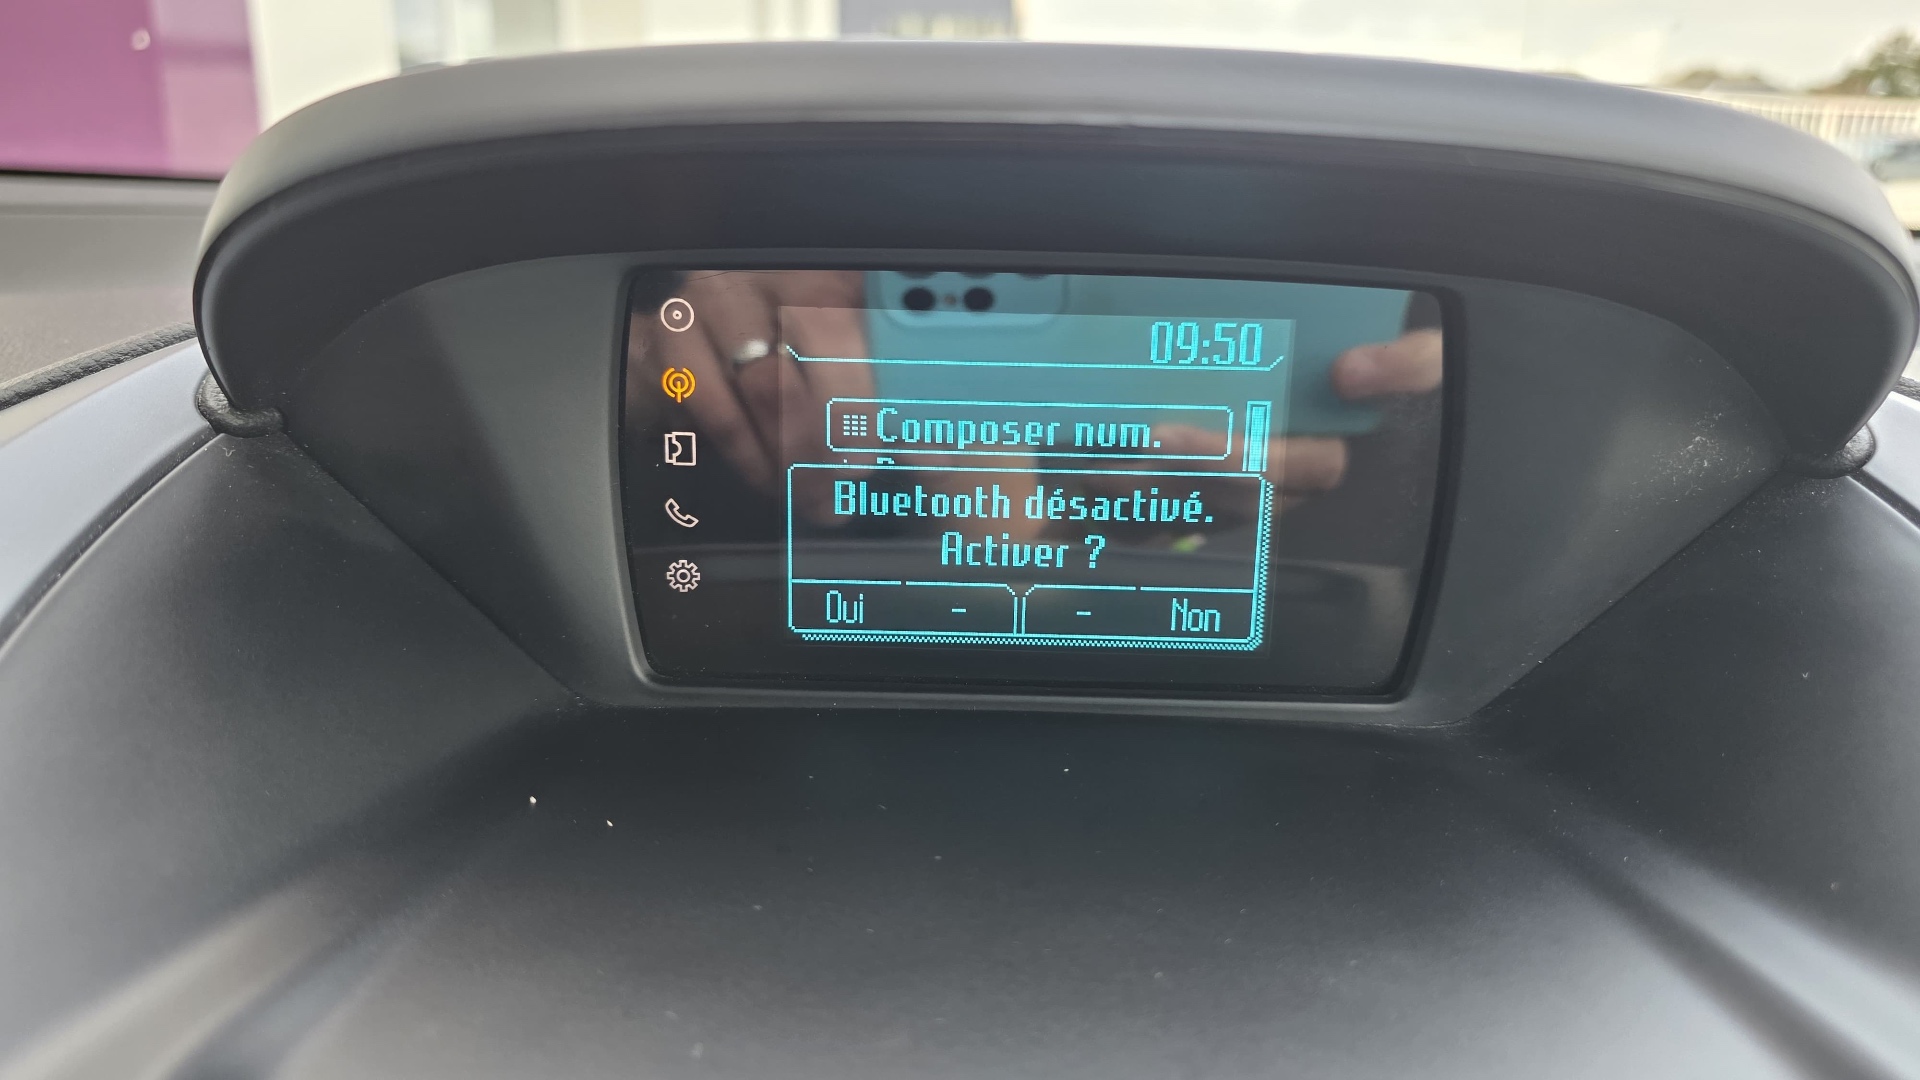 09:50
Composer num.
Bluetooth désactivé.
Activer ?
Oui - - Non